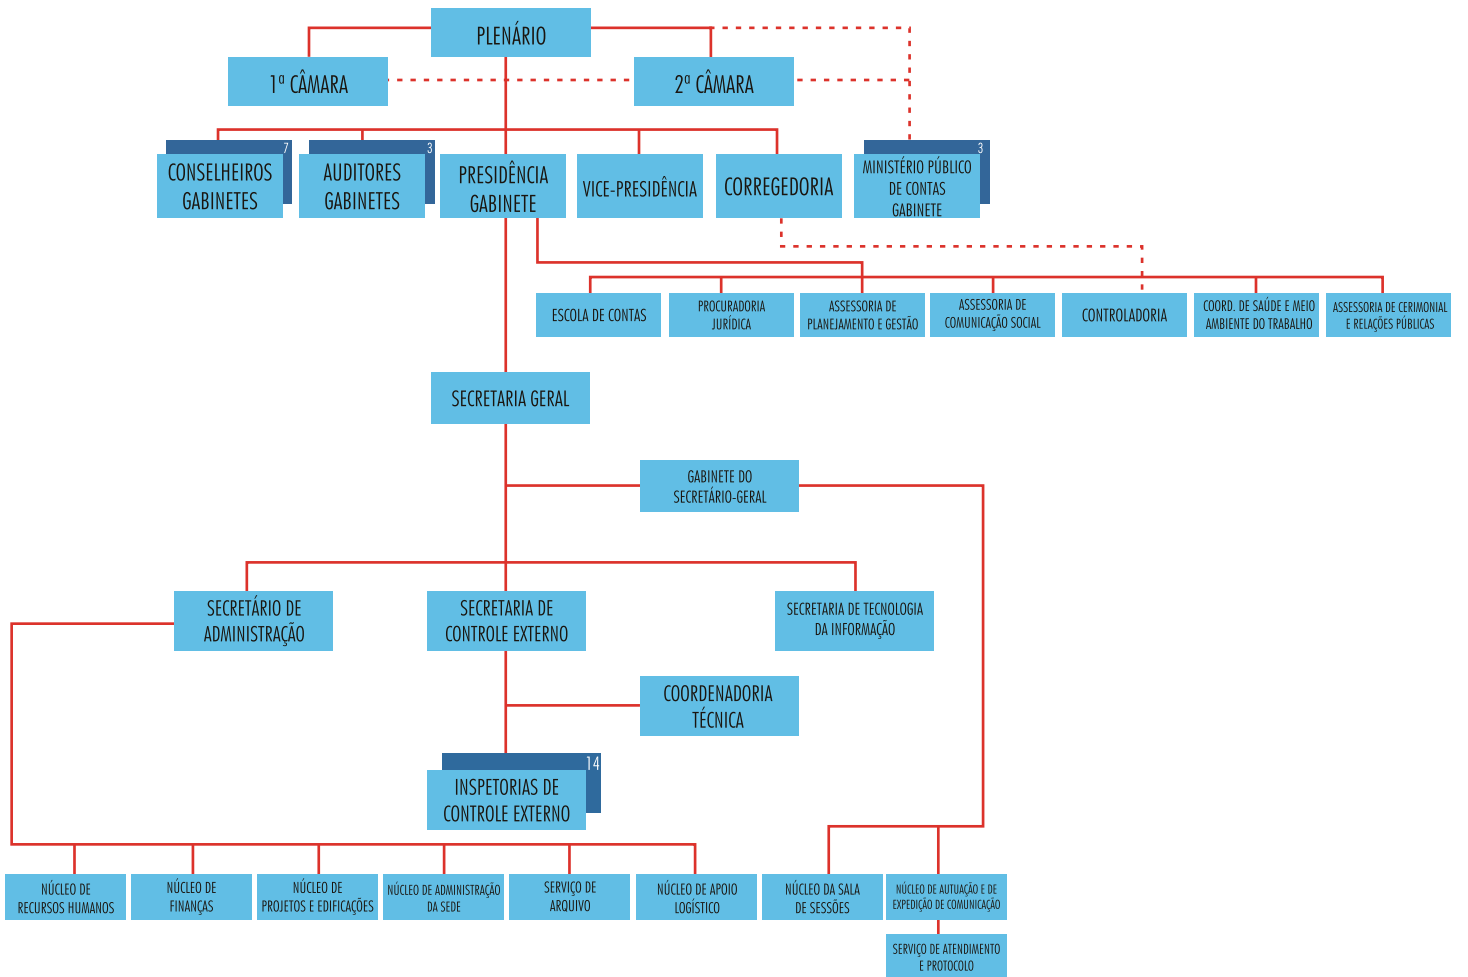 PLENÁRIO
1ª CÂMARA
2ª CÂMARA
7
CONSELHEIROS
GABINETES
3
AUDITORES
GABINETES
PRESIDÊNCIA
GABINETE
VICE-PRESIDÊNCIA
CORREGEDORIA
3
MINISTÉRIO PÚBLICO
DE CONTAS
GABINETE
ESCOLA DE CONTAS
PROCURADORIA
JURÍDICA
ASSESSORIA DE
PLANEJAMENTO E GESTÃO
ASSESSORIA DE
COMUNICAÇÃO SOCIAL
CONTROLADORIA
COORD. DE SAÚDE E MEIO
AMBIENTE DO TRABALHO
ASSESSORIA DE CERIMONIAL
E RELAÇÕES PÚBLICAS
SECRETARIA GERAL
GABINETE DO
SECRETÁRIO-GERAL
SECRETÁRIO DE
ADMINISTRAÇÃO
SECRETARIA DE
CONTROLE EXTERNO
SECRETARIA DE TECNOLOGIA
DA INFORMAÇÃO
COORDENADORIA
TÉCNICA
14
INSPETORIAS DE
CONTROLE EXTERNO
NÚCLEO DE
RECURSOS HUMANOS
NÚCLEO DE
FINANÇAS
NÚCLEO DE
PROJETOS E EDIFICAÇÕES
NÚCLEO DE ADMINISTRAÇÃO
DA SEDE
SERVIÇO DE
ARQUIVO
NÚCLEO DE APOIO
LOGÍSTICO
NÚCLEO DA SALA
DE SESSÕES
NÚCLEO DE AUTUAÇÃO E DE
EXPEDIÇÃO DE COMUNICAÇÃO
SERVIÇO DE ATENDIMENTO
E PROTOCOLO